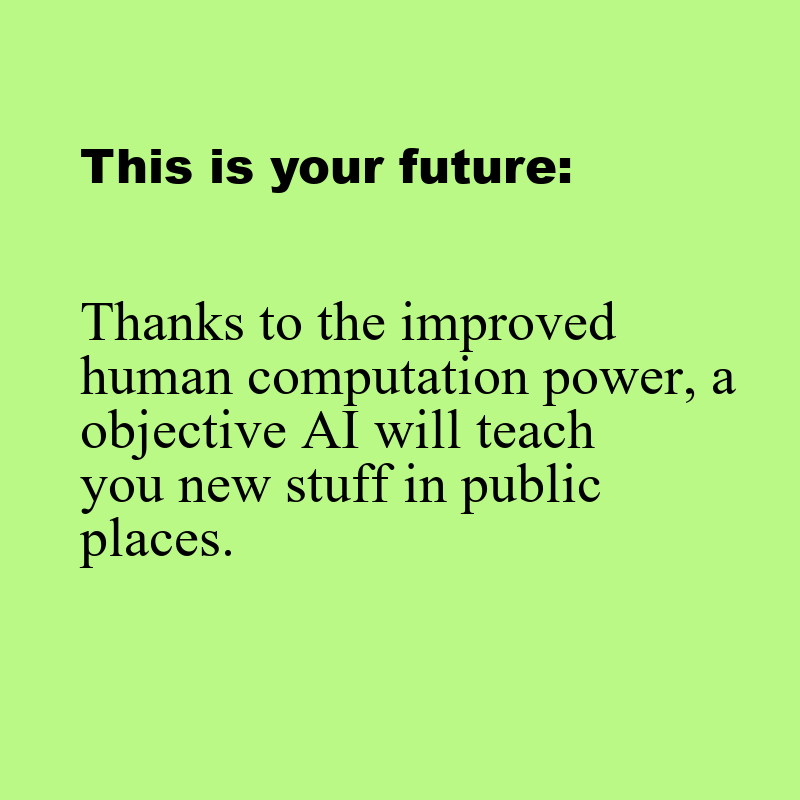 This is your future:
Thanks to the improved
human computation power, a
objective AI will teach
you new stuff in public
places.